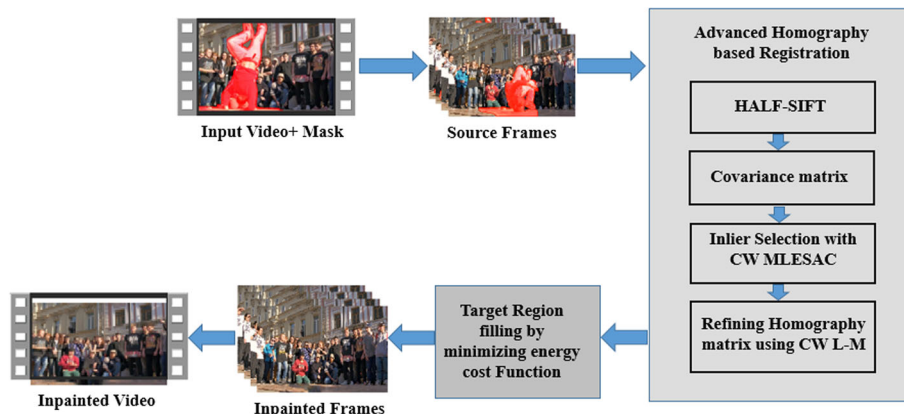 Input Video+ Mask
Source Frames
Advanced Homography
based Registration
HALF-SIFT
Covariance matrix
Inlier Selection with
CW MLESAC
Refining Homography
matrix using CW L-M
Target Region
filling by
minimizing energy
cost Function
Inpainted Frames
Inpainted Video